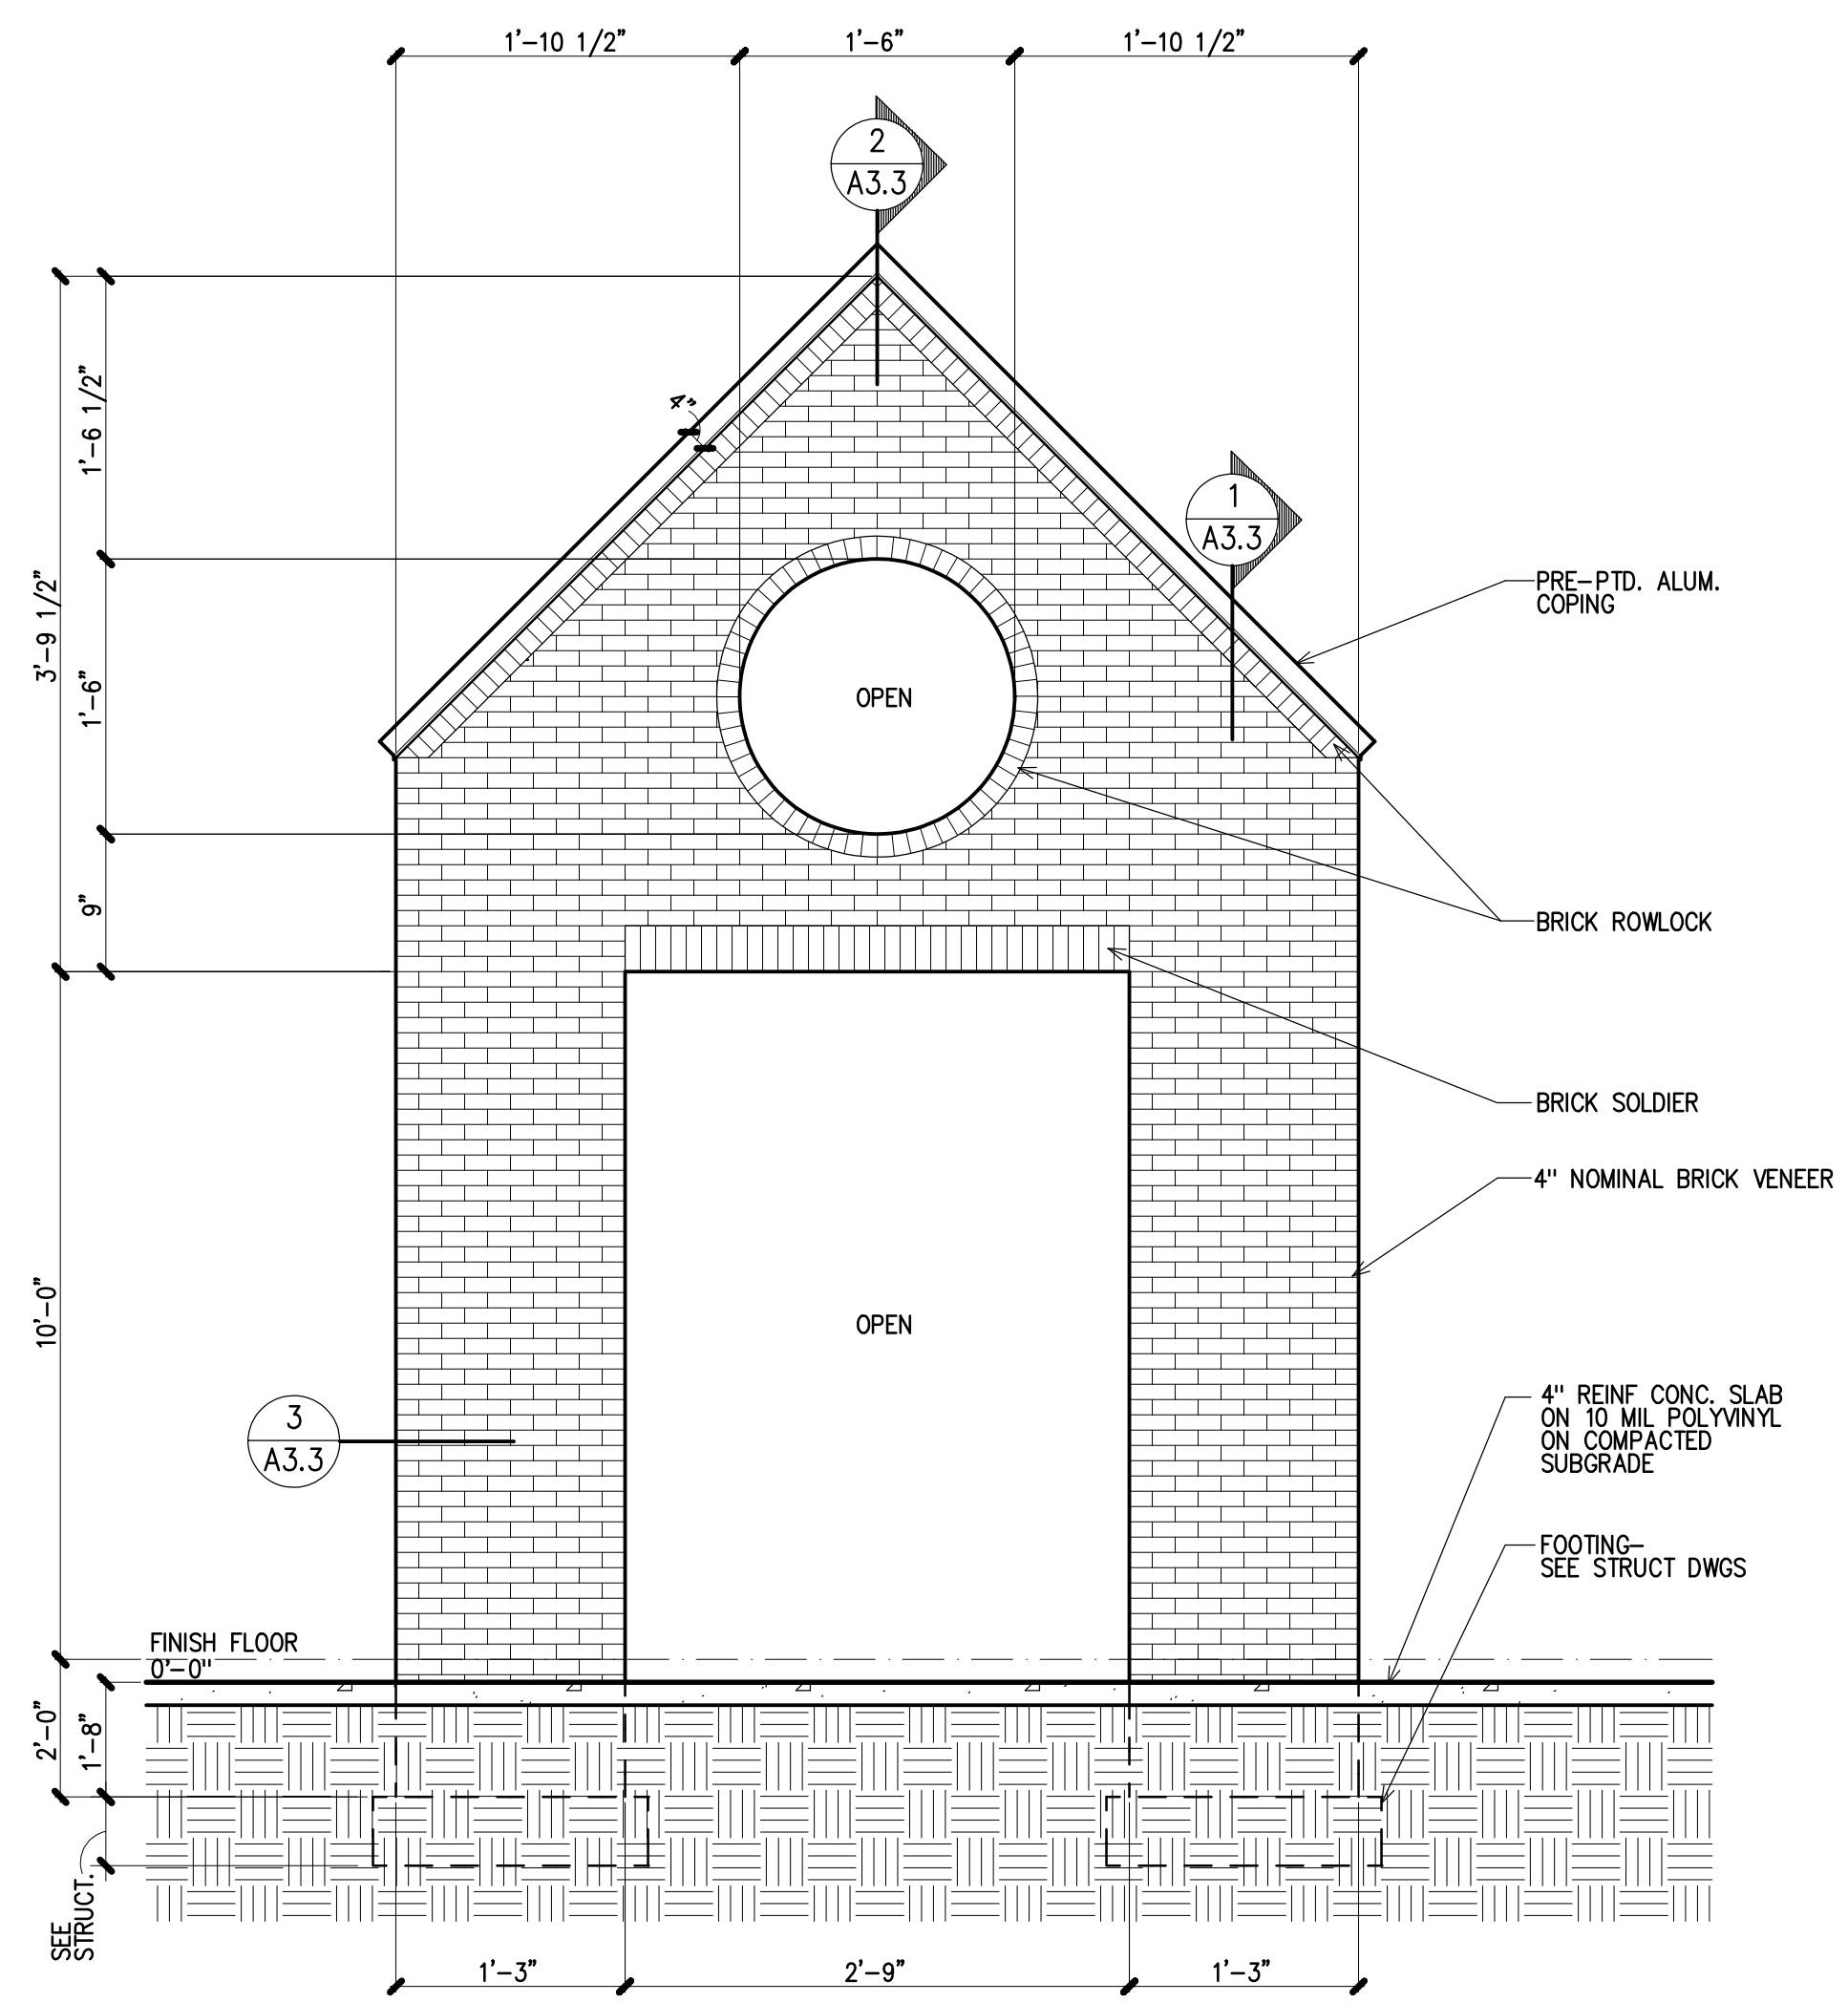 1'-10 1/2"
1'-6"
1'-10 1/2"
2
A3.3
1'-6 1/2"
4"
1
A3.3
3'-9 1/2"
PRE-PTD. ALUM.
COPING
1'-6"
OPEN
9"
BRICK ROWLOCK
BRICK SOLDIER
4" NOMINAL BRICK VENEER
10'-0"
OPEN
3
A3.3
4" REINF CONC. SLAB
ON 10 MIL POLYVINYL
ON COMPACTED
SUBGRADE
FOOTING-
SEE STRUCT DWGS
FINISH FLOOR
0'-0"
2'-0"
1'-8"
SEE
STRUCT.
1'-3"
2'-9"
1'-3"